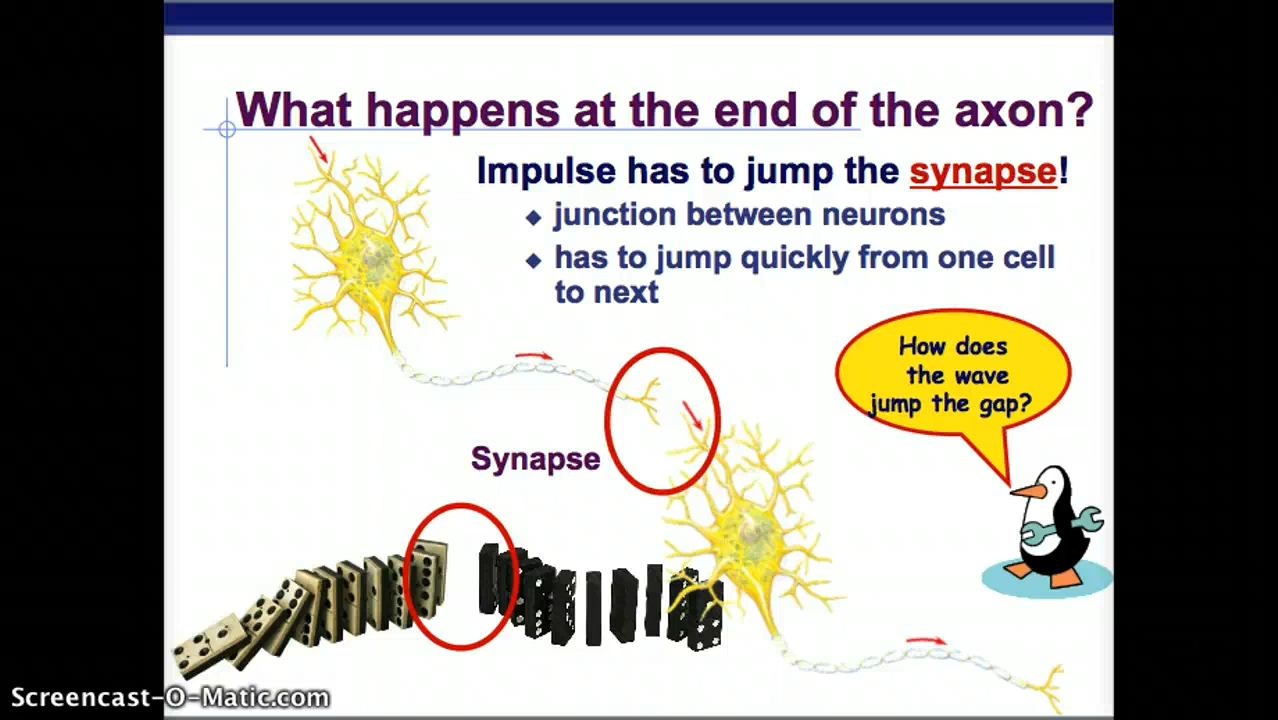 What happens at the end of the axon?
Impulse has to jump the synapse!
junction between neurons
has to jump quickly from one cell
to next
How does
the wave
jump the gap?
Synapse
Screencast-O-Matic.com